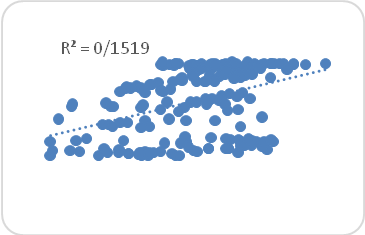 R² = 0/1519